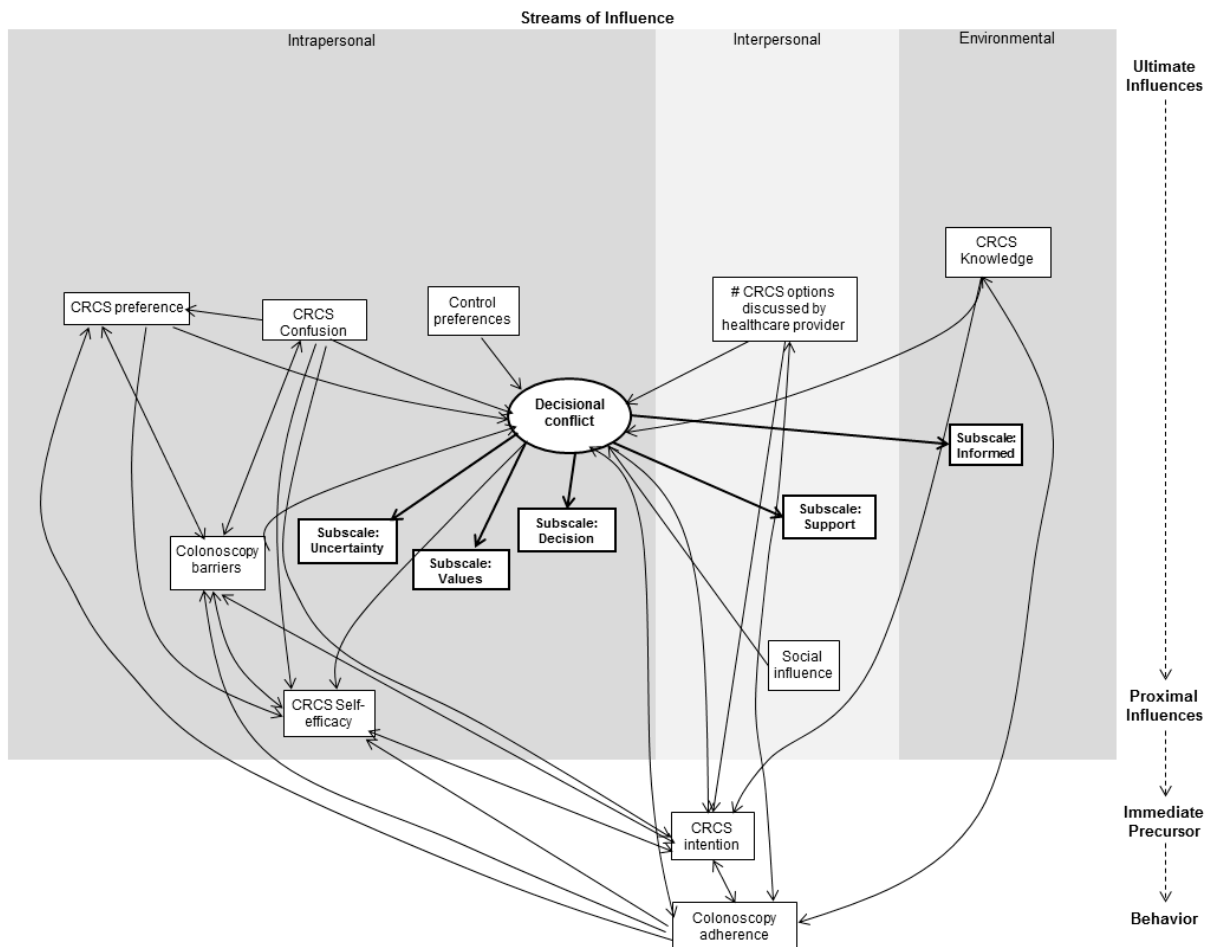 Streams of Influence
Intrapersonal
Interpersonal
Environmental
Ultimate
Influences
CRCS
Knowledge
CRCS preference
CRCS
Confusion
Control
preferences
# CRCS options
discussed by
healthcare provider
Decisional
conflict
Subscale:
Informed
Subscale:
Uncertainty
Subscale:
Values
Subscale:
Decision
Subscale:
Support
Colonoscopy
barriers
Social
influence
CRCS Self-
efficacy
Proximal
Influences
CRCS
intention
Immediate
Precursor
Colonoscopy
adherence
Behavior